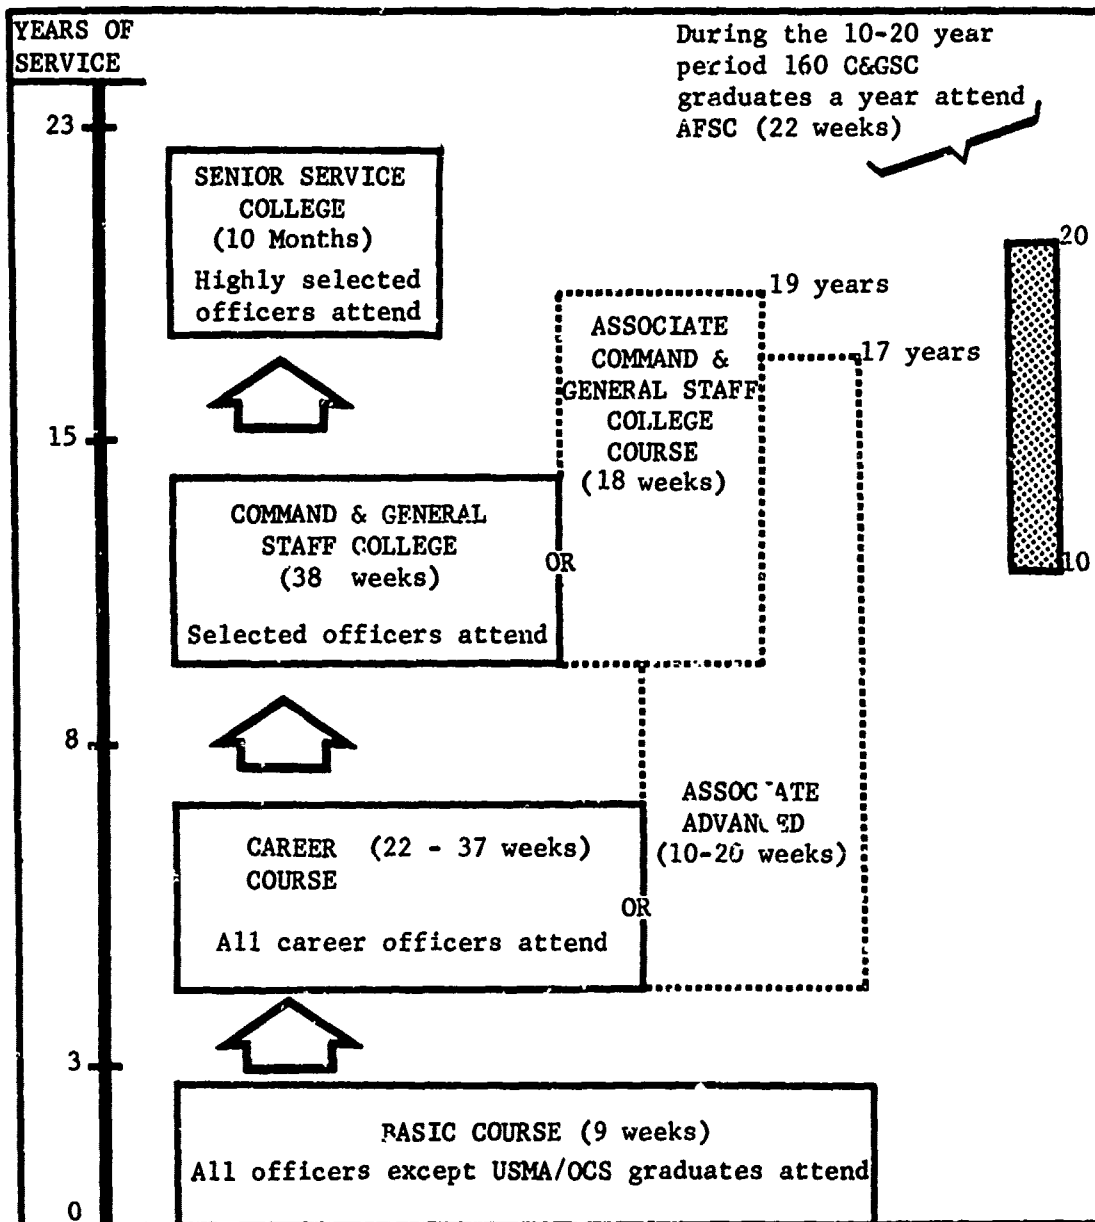 YEARS OF
SERVICE
During the 10-20 year
period 160 C&GSC
graduates a year attend
AFSC (22 weeks)
23
SENIOR SERVICE
COLLEGE
(10 Months)
Highly selected
officers attend
20
19 years
ASSOCIATE
COMMAND &
GENERAL STAFF
COLLEGE
COURSE
(18 weeks)
17 years
15
COMMAND & GENERAL
STAFF COLLEGE
(38 weeks)
Selected officers attend
OR
10
8
ASSOCIATE
ADVANCED
(10-20 weeks)
CAREER (22 - 37 weeks)
COURSE
All career officers attend
OR
3
BASIC COURSE (9 weeks)
All officers except USMA/OCS graduates attend
0